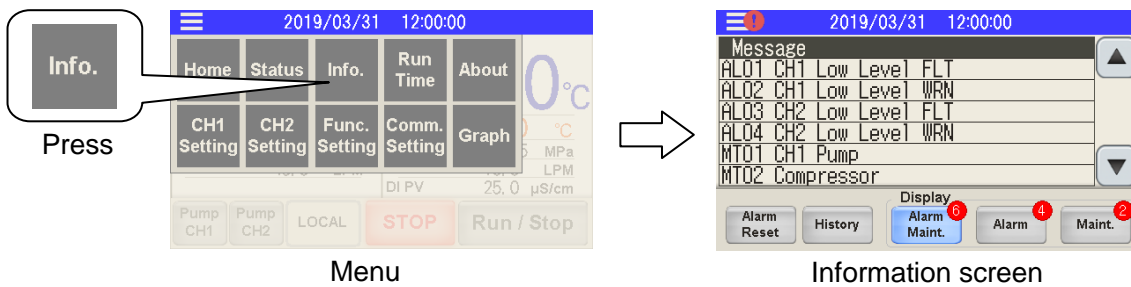 Info.
Press
2019/03/31 12:00:00
Home Status Info. Run Time About
CH1 Setting CH2 Setting Func. Setting Comm. Setting Graph
0℃
℃
MPa
LPM
DI PV 25.0 μS/cm
Pump CH1 Pump CH2 LOCAL STOP Run / Stop
Menu
2019/03/31 12:00:00
Message
AL01 CH1 Low Level FLT
AL02 CH1 Low Level WRN
AL03 CH2 Low Level FLT
AL04 CH2 Low Level WRN
MT01 CH1 Pump
MT02 Compressor
Display
Alarm Reset History Alarm Maint. 6 Alarm 4 Maint. 2
Information screen